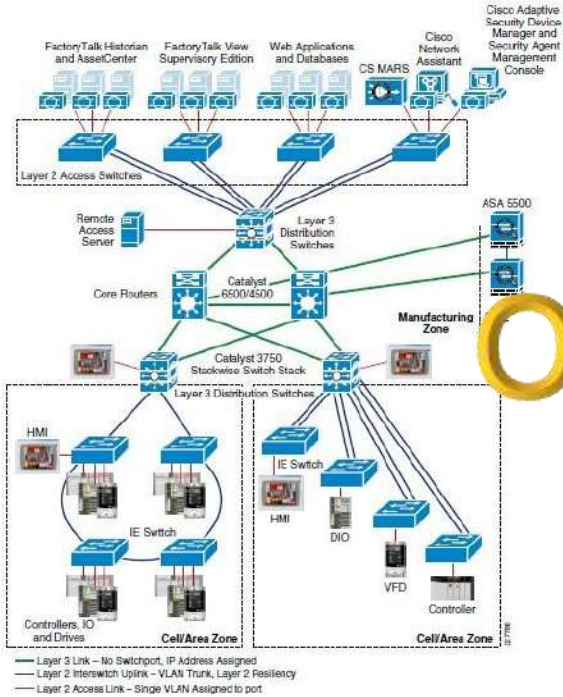 FactoryTalk Historian
and AssetCenter
FactoryTalk View
Supervisory Edition
Web Applications
and Databases
CS MARS
Cisco
Network
Assistant
Cisco Adaptive
Security Device
Manager and
Security Agent
Management
Console
Layer 2 Access Switches
Remote
Access
Server
Layer 3
Distribution
Switches
ASA 5500
Core Routers
Catalyst
6500/4500
Manufacturing
Zone
Catalyst 3750
Stackwise Switch Stack
Layer 3 Distribution Switches
HMI
IE Switch
Controllers, IO
and Drives
Cell/Area Zone
IE Switch
HMI
DIO
VFD
Controller
Cell/Area Zone
Layer 3 Link – No Switchport, IP Address Assigned
Layer 2 Interswitch Uplink – VLAN Trunk, Layer 2 Resiliency
Layer 2 Access Link – Singe VLAN Assigned to port